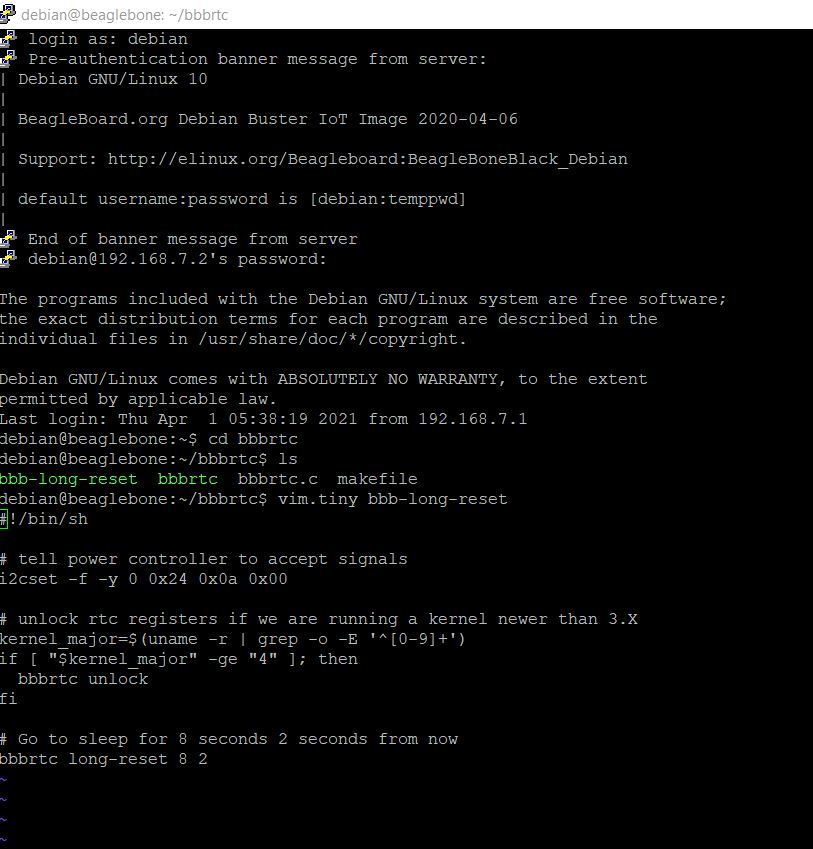 debian@beaglebone: ~/bbbrtc
login as: debian
Pre-authentication banner message from server:
| Debian GNU/Linux 10
|
| BeagleBoard.org Debian Buster IoT Image 2020-04-06
|
| Support: http://elinux.org/Beagleboard:BeagleBoneBlack_Debian
|
| default username:password is [debian:temppwd]
|
End of banner message from server
debian@192.168.7.2's password:
The programs included with the Debian GNU/Linux system are free software;
the exact distribution terms for each program are described in the
individual files in /usr/share/doc/*/copyright.
Debian GNU/Linux comes with ABSOLUTELY NO WARRANTY, to the extent
permitted by applicable law.
Last login: Thu Apr  1 05:38:19 2021 from 192.168.7.1
debian@beaglebone:~$ cd bbbrtc
debian@beaglebone:~/bbbrtc$ ls
bbb-long-reset  bbbrtc  bbbrtc.c  makefile
debian@beaglebone:~/bbbrtc$ vim.tiny bbb-long-reset
#!/bin/sh
# tell power controller to accept signals
i2cset -f -y 0 0x24 0x0a 0x00
# unlock rtc registers if we are running a kernel newer than 3.X
kernel_major=$(uname -r | grep -o -E '^[0-9]+')
if [ "$kernel_major" -ge "4" ]; then
  bbbrtc unlock
fi
# Go to sleep for 8 seconds 2 seconds from now
bbbrtc long-reset 8 2
~
~
~
~